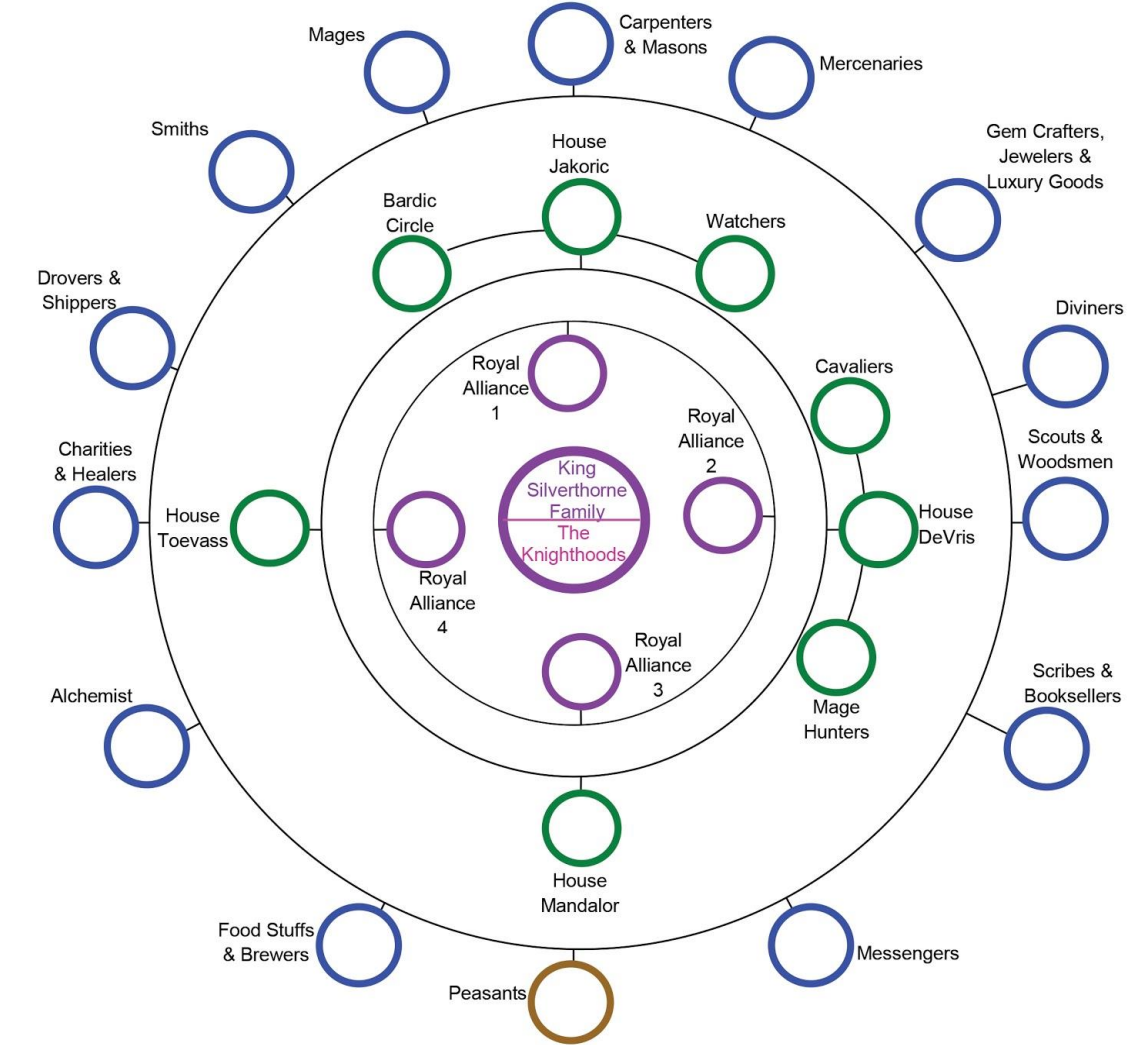 Mages
Carpenters
& Masons
Mercenaries
Smiths
Gem Crafters,
Jewelers &
Luxury Goods
House
Jakoric
Bardic
Circle
Watchers
Drovers &
Shippers
Diviners
Royal
Alliance
1
Cavaliers
Royal
Alliance
2
Charities
& Healers
Scouts &
Woodsmen
King
Silverthorne
Family
The
Knighthoods
House
Toevass
House
DeVris
Royal
Alliance
4
Royal
Alliance
3
Alchemist
Scribes &
Booksellers
Mage
Hunters
House
Mandalor
Food Stuffs
& Brewers
Messengers
Peasants